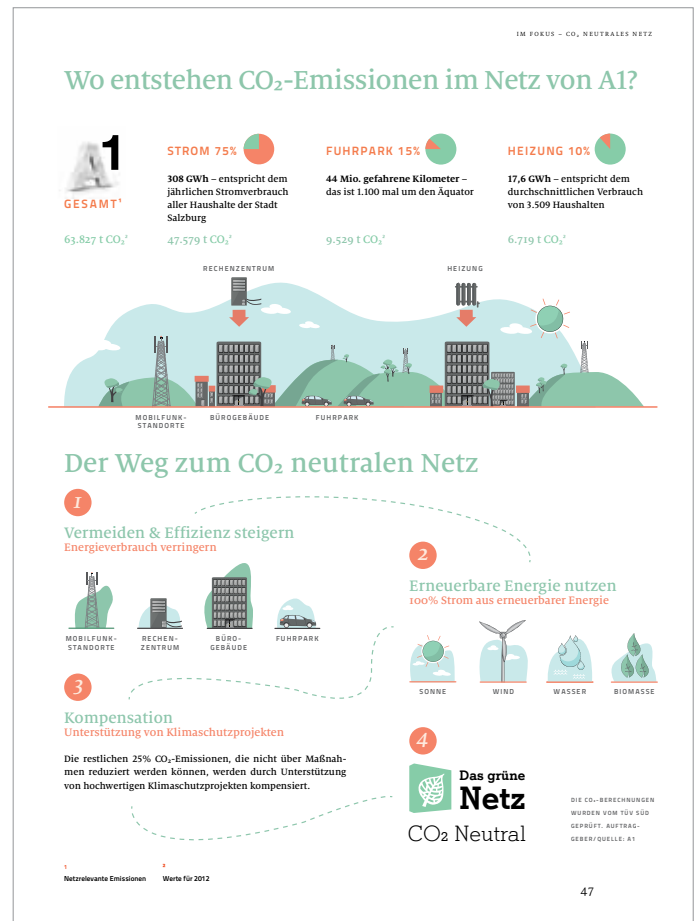 IM FOKUS – CO₂ NEUTRALES NETZ
Wo entstehen CO₂-Emissionen im Netz von A1?
A1
GESAMT¹
63.827 t CO₂²
STROM 75%
308 GWh – entspricht dem
jährlichen Stromverbrauch
aller Haushalte der Stadt
Salzburg
47.579 t CO₂²
FUHRPARK 15%
44 Mio. gefahrene Kilometer –
das ist 1.100 mal um den Äquator
9.529 t CO₂²
HEIZUNG 10%
17,6 GWh – entspricht dem
durchschnittlichen Verbrauch
von 3.509 Haushalten
6.719 t CO₂²
RECHENZENTRUM
HEIZUNG
MOBILFUNK-
STANDORTE
BÜROGEBÄUDE
FUHRPARK
Der Weg zum CO₂ neutralen Netz
1
Vermeiden & Effizienz steigern
Energieverbrauch verringern
MOBILFUNK-
STANDORTE
RECHEN-
ZENTRUM
BÜRO-
GEBÄUDE
FUHRPARK
2
Erneuerbare Energie nutzen
100% Strom aus erneuerbarer Energie
SONNE
WIND
WASSER
BIOMASSE
3
Kompensation
Unterstützung von Klimaschutzprojekten
Die restlichen 25% CO₂-Emissionen, die nicht über Maßnah-
men reduziert werden können, werden durch Unterstützung
von hochwertigen Klimaschutzprojekten kompensiert.
4
Das grüne
Netz
CO₂ Neutral
DIE CO₂-BERECHNUNGEN
WURDEN VOM TÜV SÜD
GEPRÜFT. AUFTRAG-
GEBER/QUELLE: A1
1
Netzrelevante Emissionen
2
Werte für 2012
47